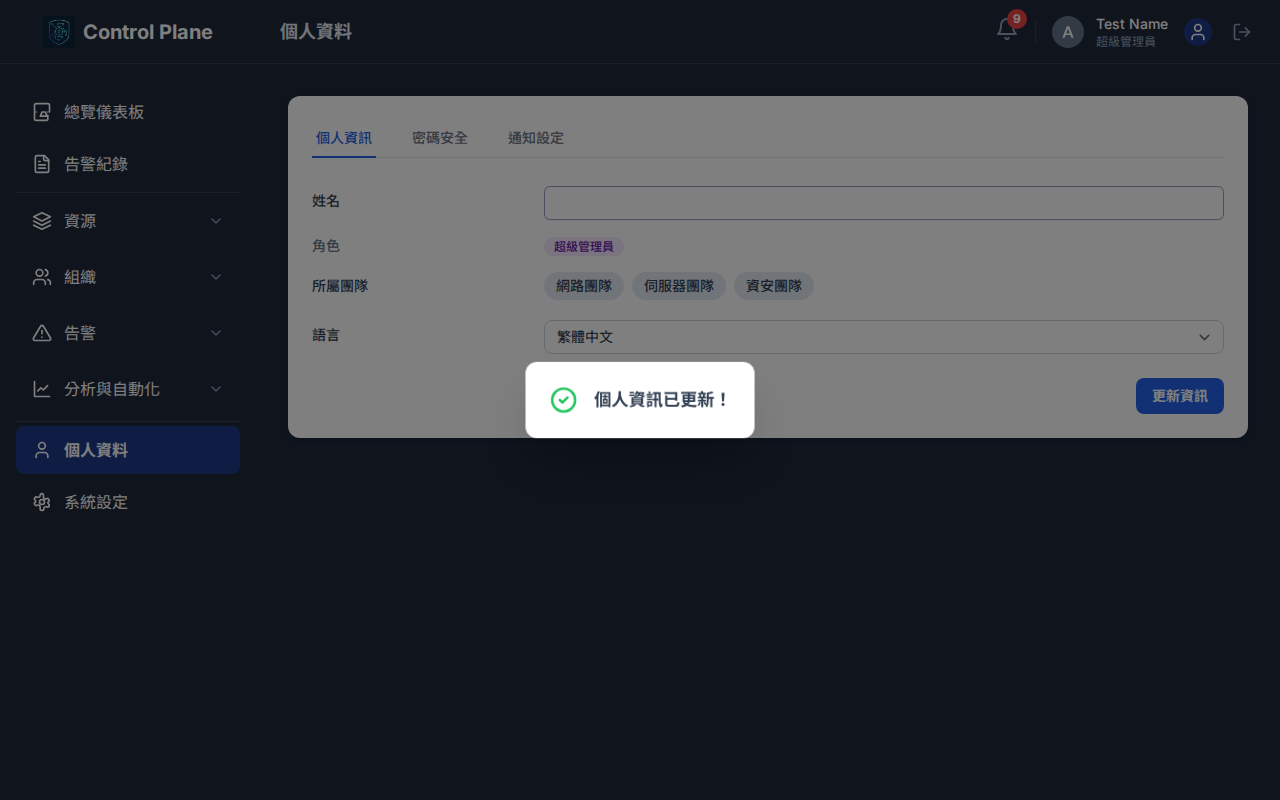 Control Plane
個人資料
9
A
Test Name
超級管理員
總覽儀表板
告警紀錄
資源
組織
告警
分析與自動化
個人資料
系統設定
個人資訊
密碼安全
通知設定
姓名
角色
超級管理員
所屬團隊
網路團隊
伺服器團隊
資安團隊
語言
繁體中文
個人資訊已更新！
更新資訊